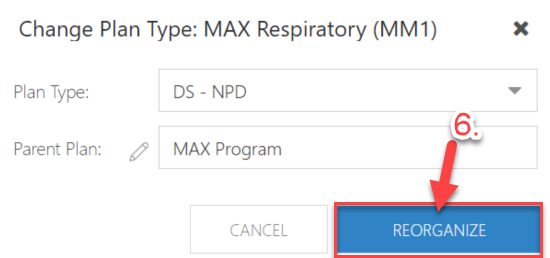 Change Plan Type: MAX Respiratory (MM1) ✖
Plan Type: DS - NPD
6.
Parent Plan: MAX Program
CANCEL REORGANIZE